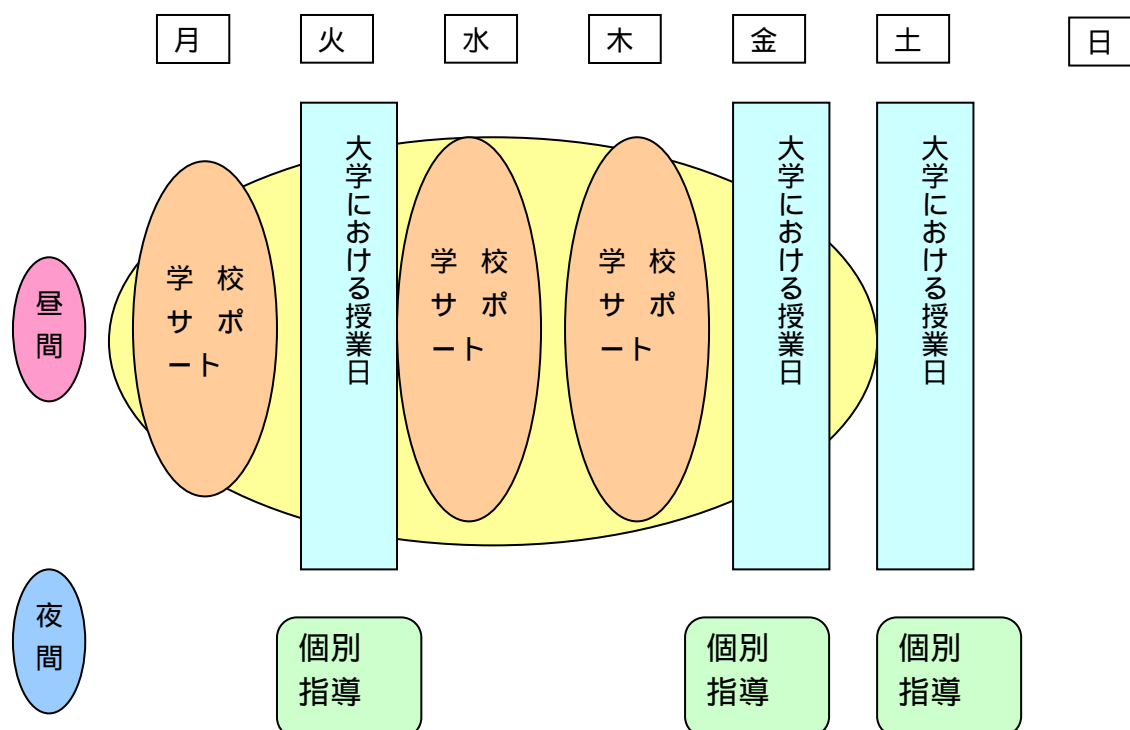 月 火 水 木 金 土 日
昼
間
学 校
サ ポ
ート
大学における授業日
学 校
サ ポ
ート
学 校
サ ポ
ート
大学における授業日
大学における授業日
夜
間
個別
指導
個別
指導
個別
指導